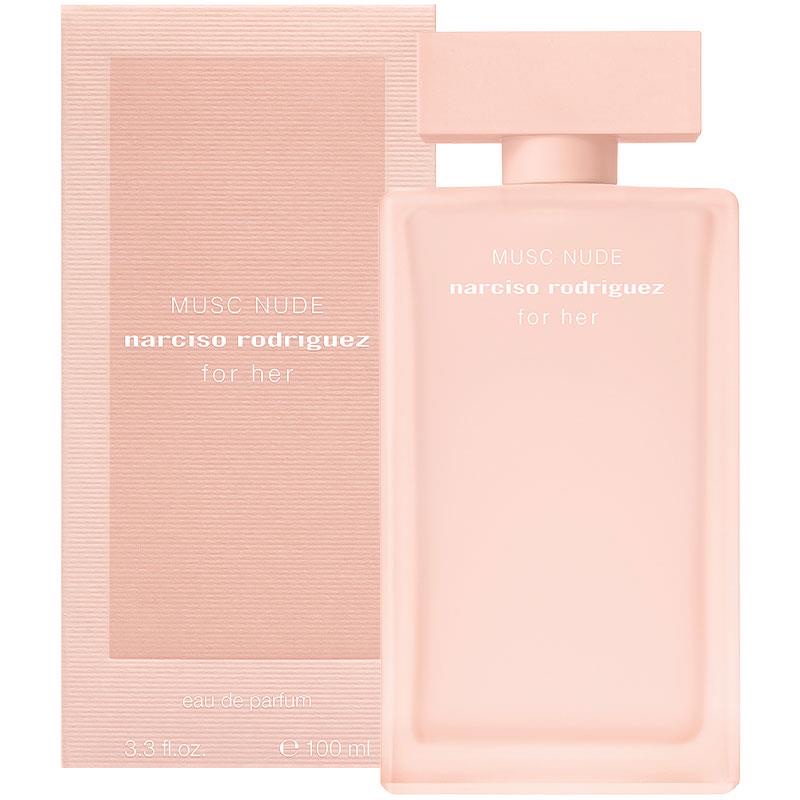 MUSC NUDE
narciso rodriguez
for her
eau de parfum
3.3 fl.oz. ℮ 100 ml
MUSC NUDE
narciso rodriguez
for her